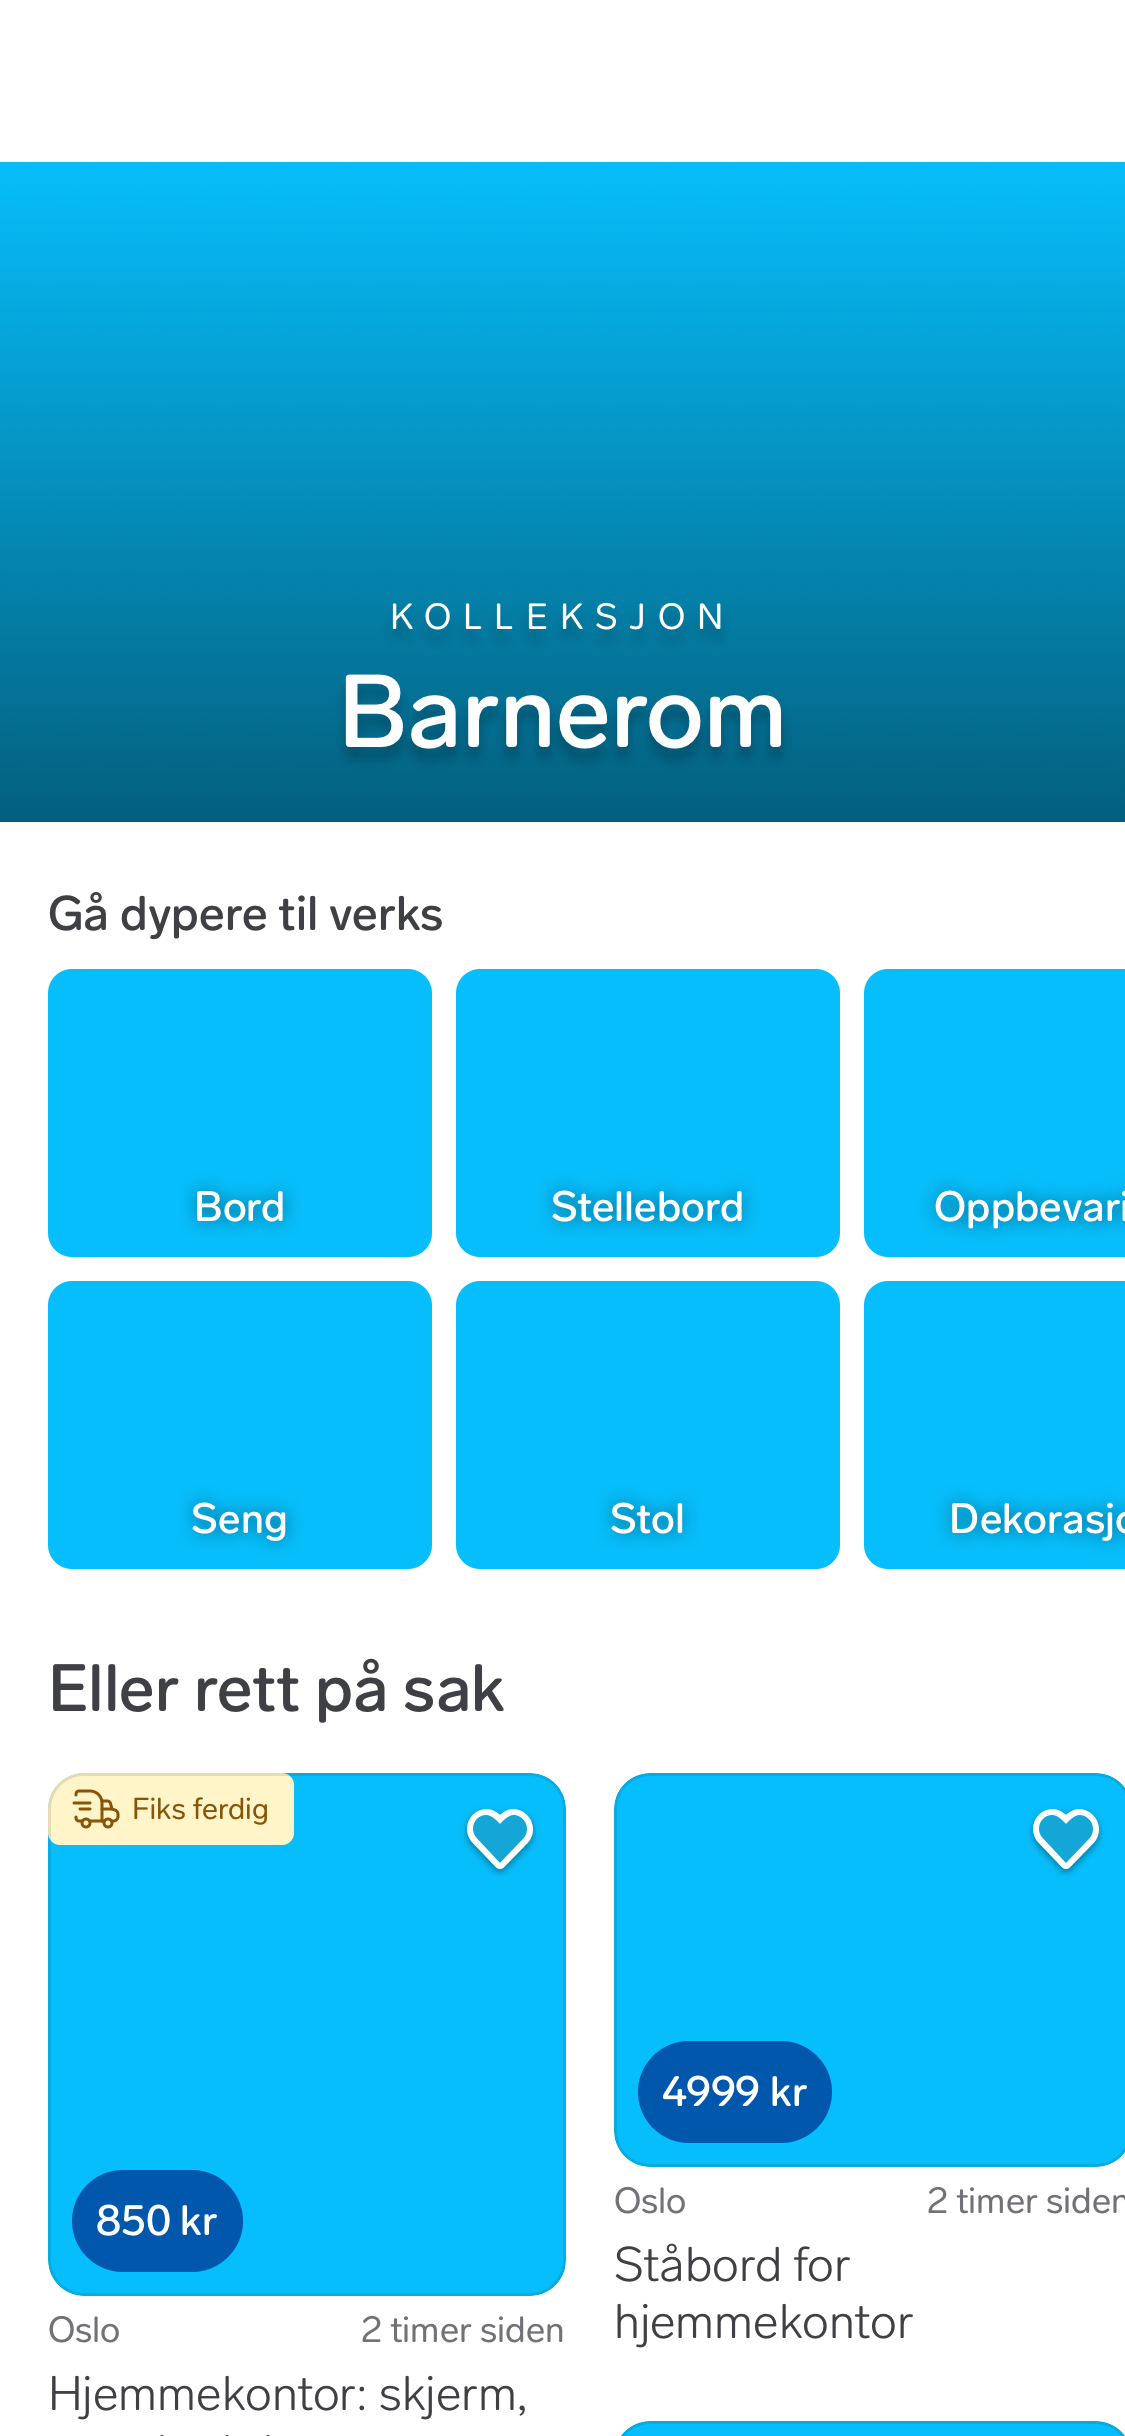 KOLLEKSJON
Barnerom
Gå dypere til verks
Bord
Stellebord
Oppbevari
Seng
Stol
Dekorasjo
Eller rett på sak
Fiks ferdig
850 kr
Oslo
2 timer siden
Hjemmekontor: skjerm,
4999 kr
Oslo
2 timer siden
Ståbord for
hjemmekontor